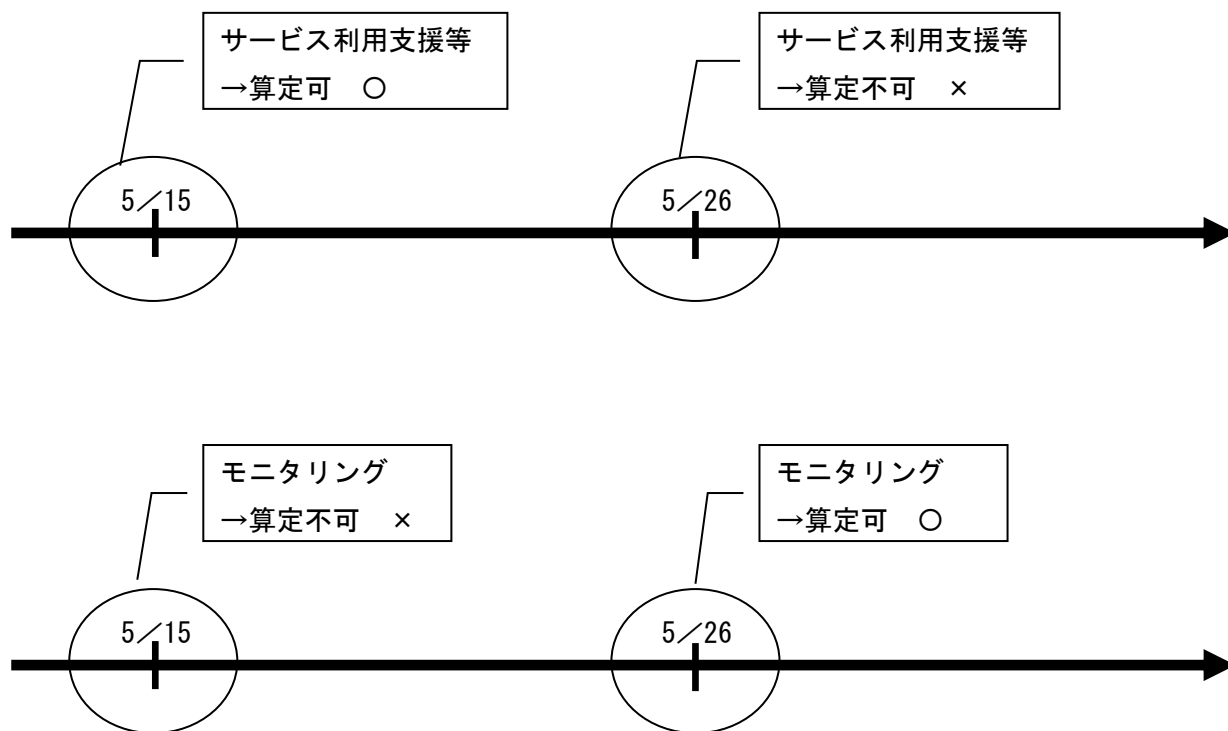 サービス利用支援等
→算定可　○
サービス利用支援等
→算定不可　×
5／15
5／26
モニタリング
→算定不可　×
モニタリング
→算定可　○
5／15
5／26